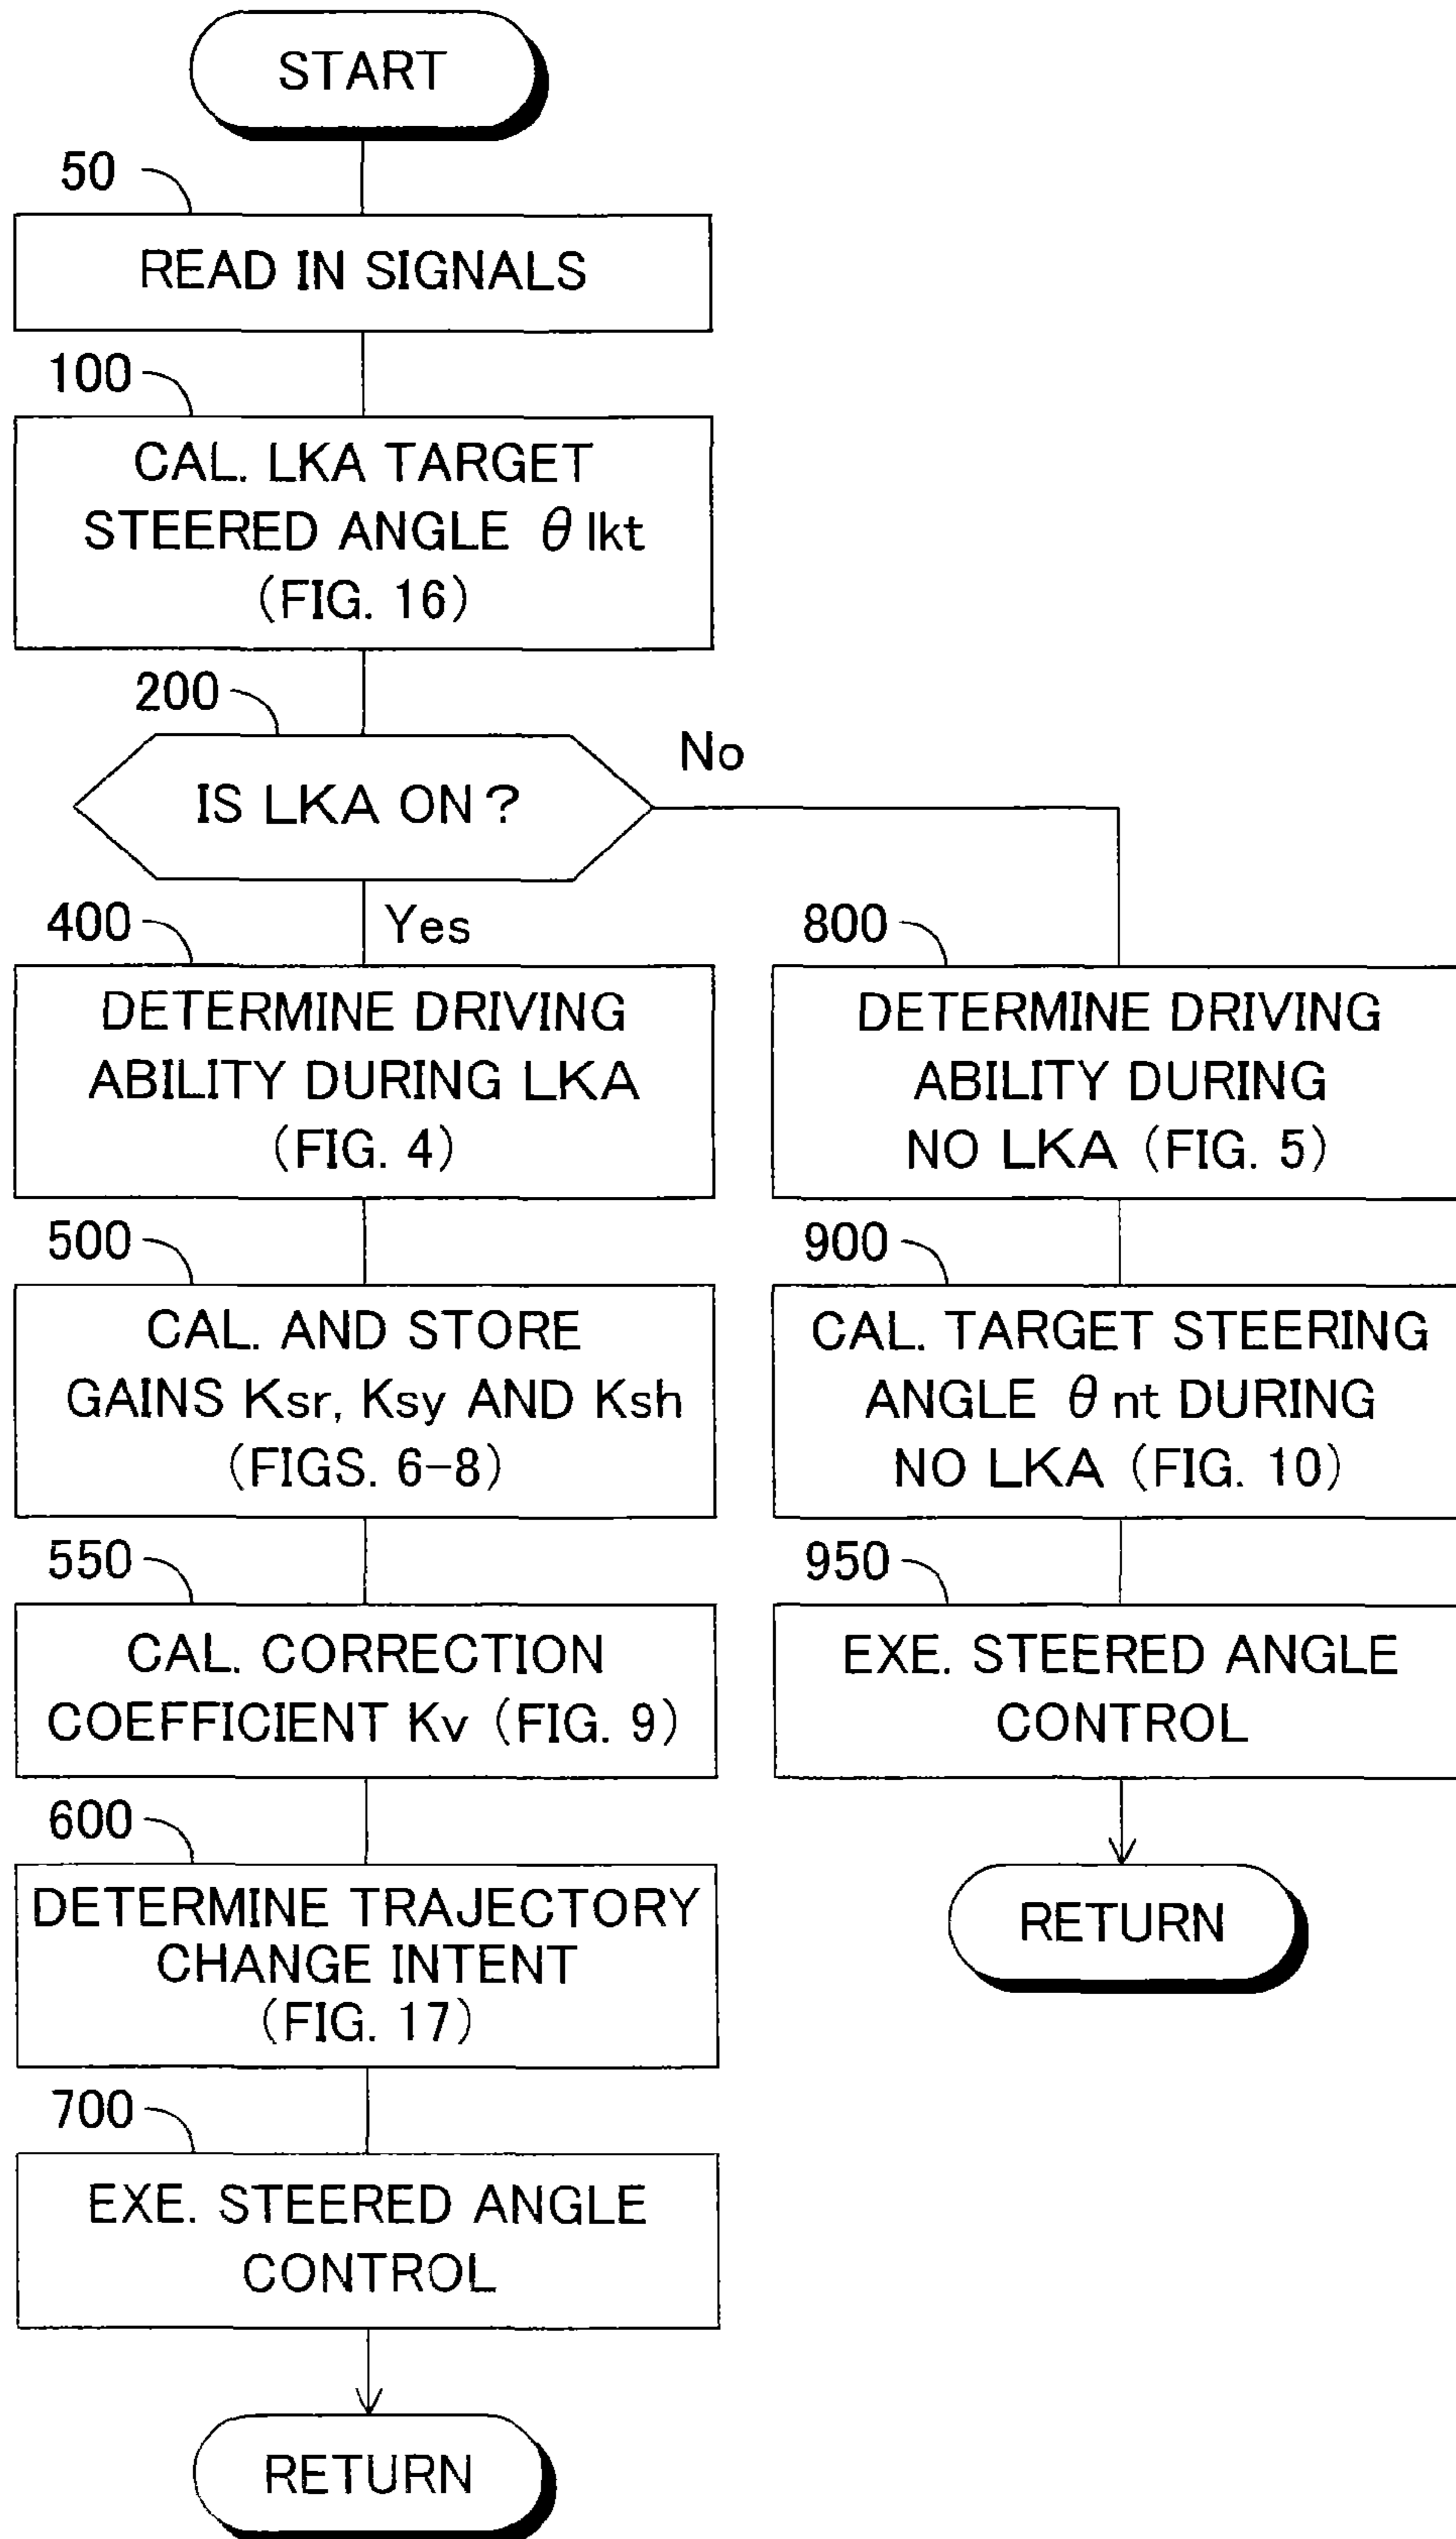 START
50
READ IN SIGNALS
100
CAL. LKA TARGET
STEERED ANGLE θ lkt
(FIG. 16)
200
IS LKA ON?
No
Yes
400
DETERMINE DRIVING
ABILITY DURING LKA
(FIG. 4)
500
CAL. AND STORE
GAINS Ksr, Ksy AND Ksh
(FIGS. 6-8)
550
CAL. CORRECTION
COEFFICIENT Kv (FIG. 9)
600
DETERMINE TRAJECTORY
CHANGE INTENT
(FIG. 17)
700
EXE. STEERED ANGLE
CONTROL
RETURN
800
DETERMINE DRIVING
ABILITY DURING
NO LKA (FIG. 5)
900
CAL. TARGET STEERING
ANGLE θ nt DURING
NO LKA (FIG. 10)
950
EXE. STEERED ANGLE
CONTROL
RETURN